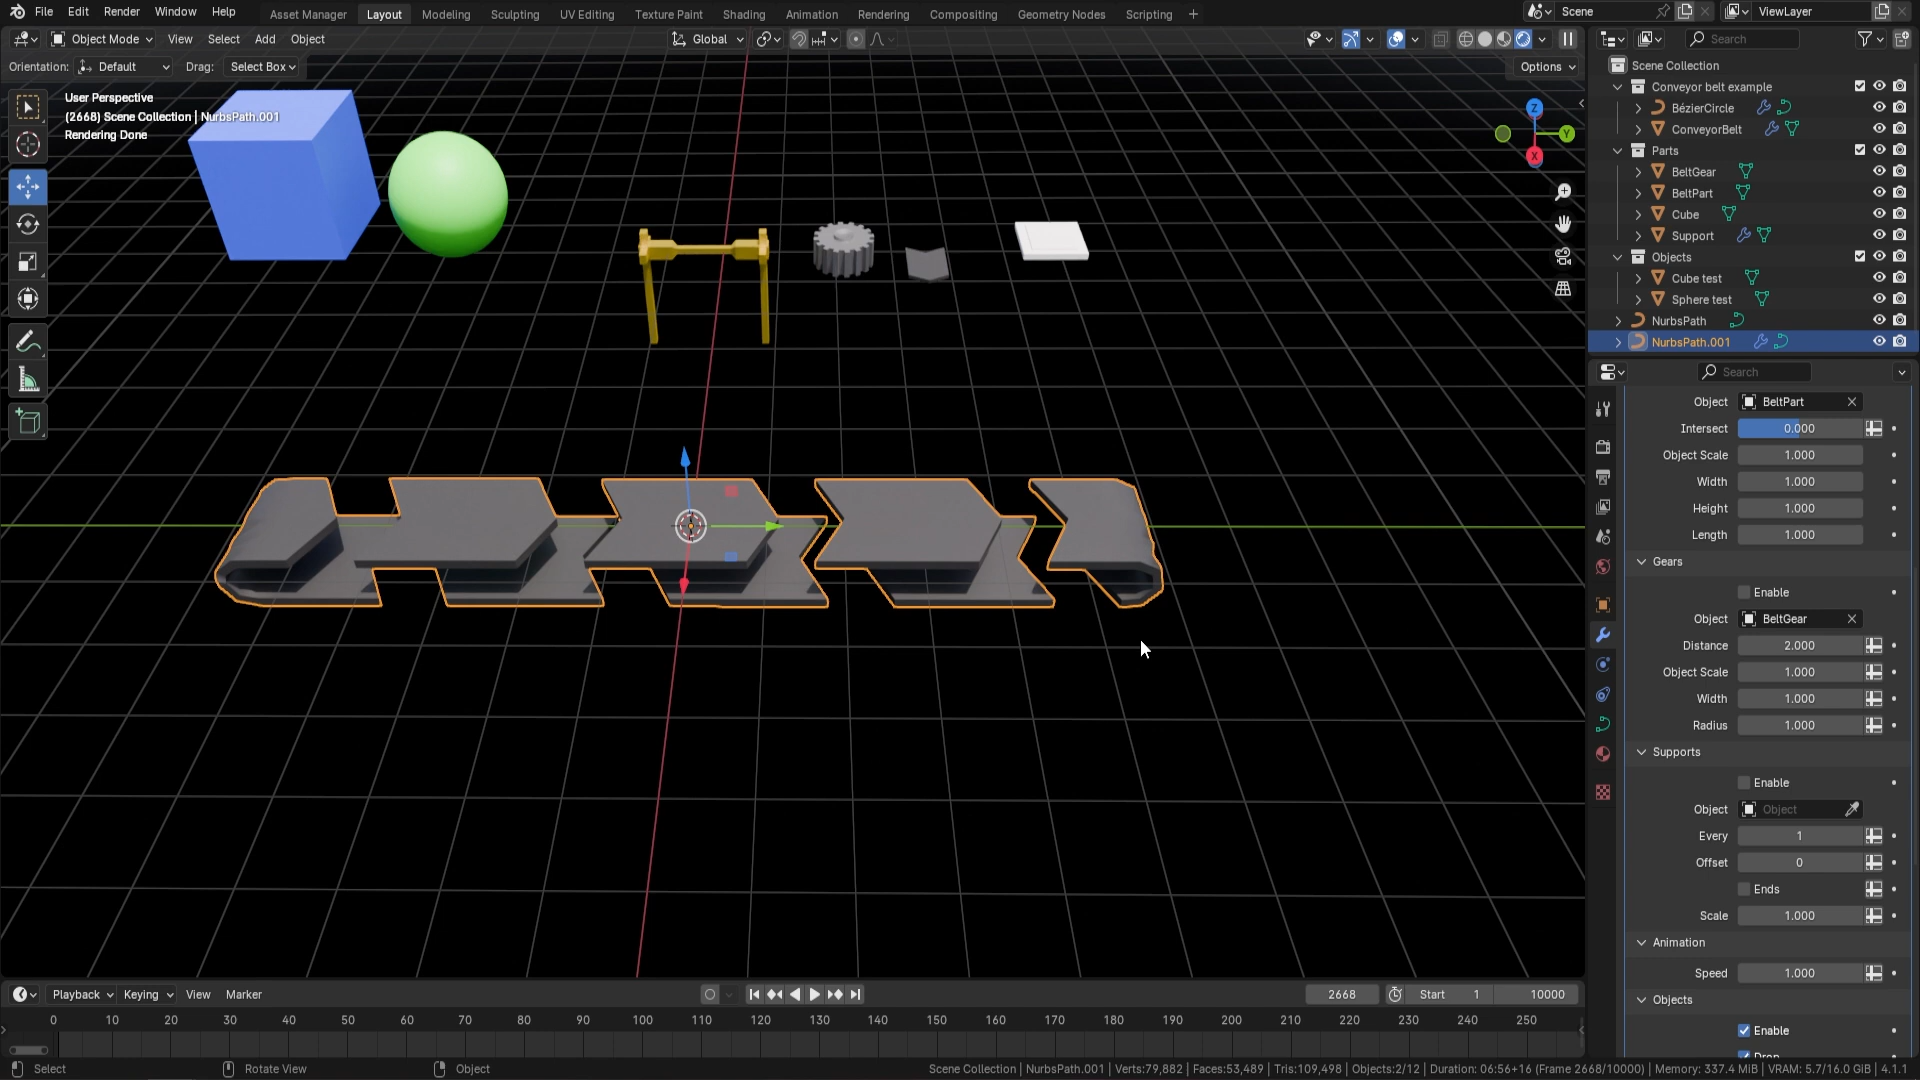 File Edit Render Window Help
Asset Manager Layout Modeling Sculpting UV Editing Texture Paint Shading Animation Rendering Compositing Geometry Nodes Scripting +
Scene ViewLayer
Object Mode View Select Add Object Global
Search
Orientation: Default Drag: Select Box Options
User Perspective
(2668) Scene Collection | NurbsPath.001
Rendering Done
Z
Y
X
Scene Collection
Conveyor belt example
BézierCircle
ConveyorBelt
Parts
BeltGear
BeltPart
Cube
Support
Objects
Cube test
Sphere test
NurbsPath
NurbsPath.001
Search
Object BeltPart
Intersect 0.000
Object Scale 1.000
Width 1.000
Height 1.000
Length 1.000
Gears
Enable
Object BeltGear
Distance 2.000
Object Scale 1.000
Width 1.000
Radius 1.000
Supports
Enable
Object Object
Every 1
Offset 0
Ends
Scale 1.000
Animation
Speed 1.000
Objects
Enable
Drop
Playback Keying View Marker 2668 Start 1 10000
0 10 20 30 40 50 60 70 80 90 100 110 120 130 140 150 160 170 180 190 200 210 220 230 240 250
Select Rotate View Object Scene Collection | NurbsPath.001 | Verts:79,882 | Faces:53,489 | Tris:109,498 | Objects:2/12 | Duration: 06:56+16 (Frame 2668/10000) | Memory: 337.4 MiB | VRAM: 5.7/16.0 GiB | 4.1.1